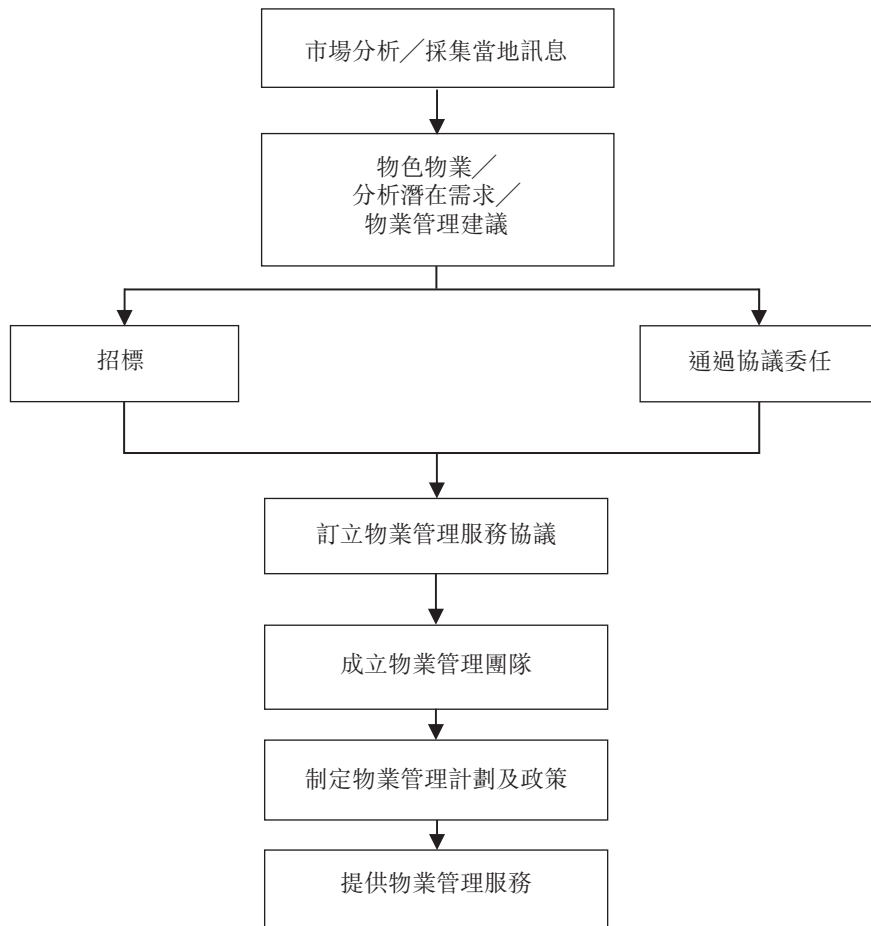 市場分析╱採集當地訊息
物色物業╱
分析潛在需求╱
物業管理建議
招標
通過協議委任
訂立物業管理服務協議
成立物業管理團隊
制定物業管理計劃及政策
提供物業管理服務